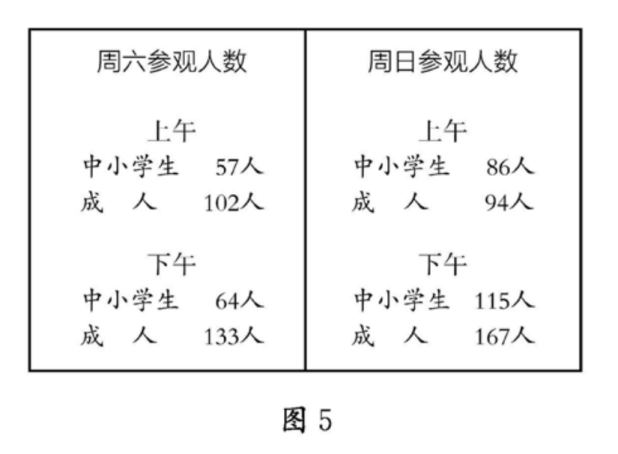 周六参观人数
上午
中小学生 57人
成 人 102人
下午
中小学生 64人
成 人 133人
周日参观人数
上午
中小学生 86人
成 人 94人
下午
中小学生 115人
成 人 167人
图 5